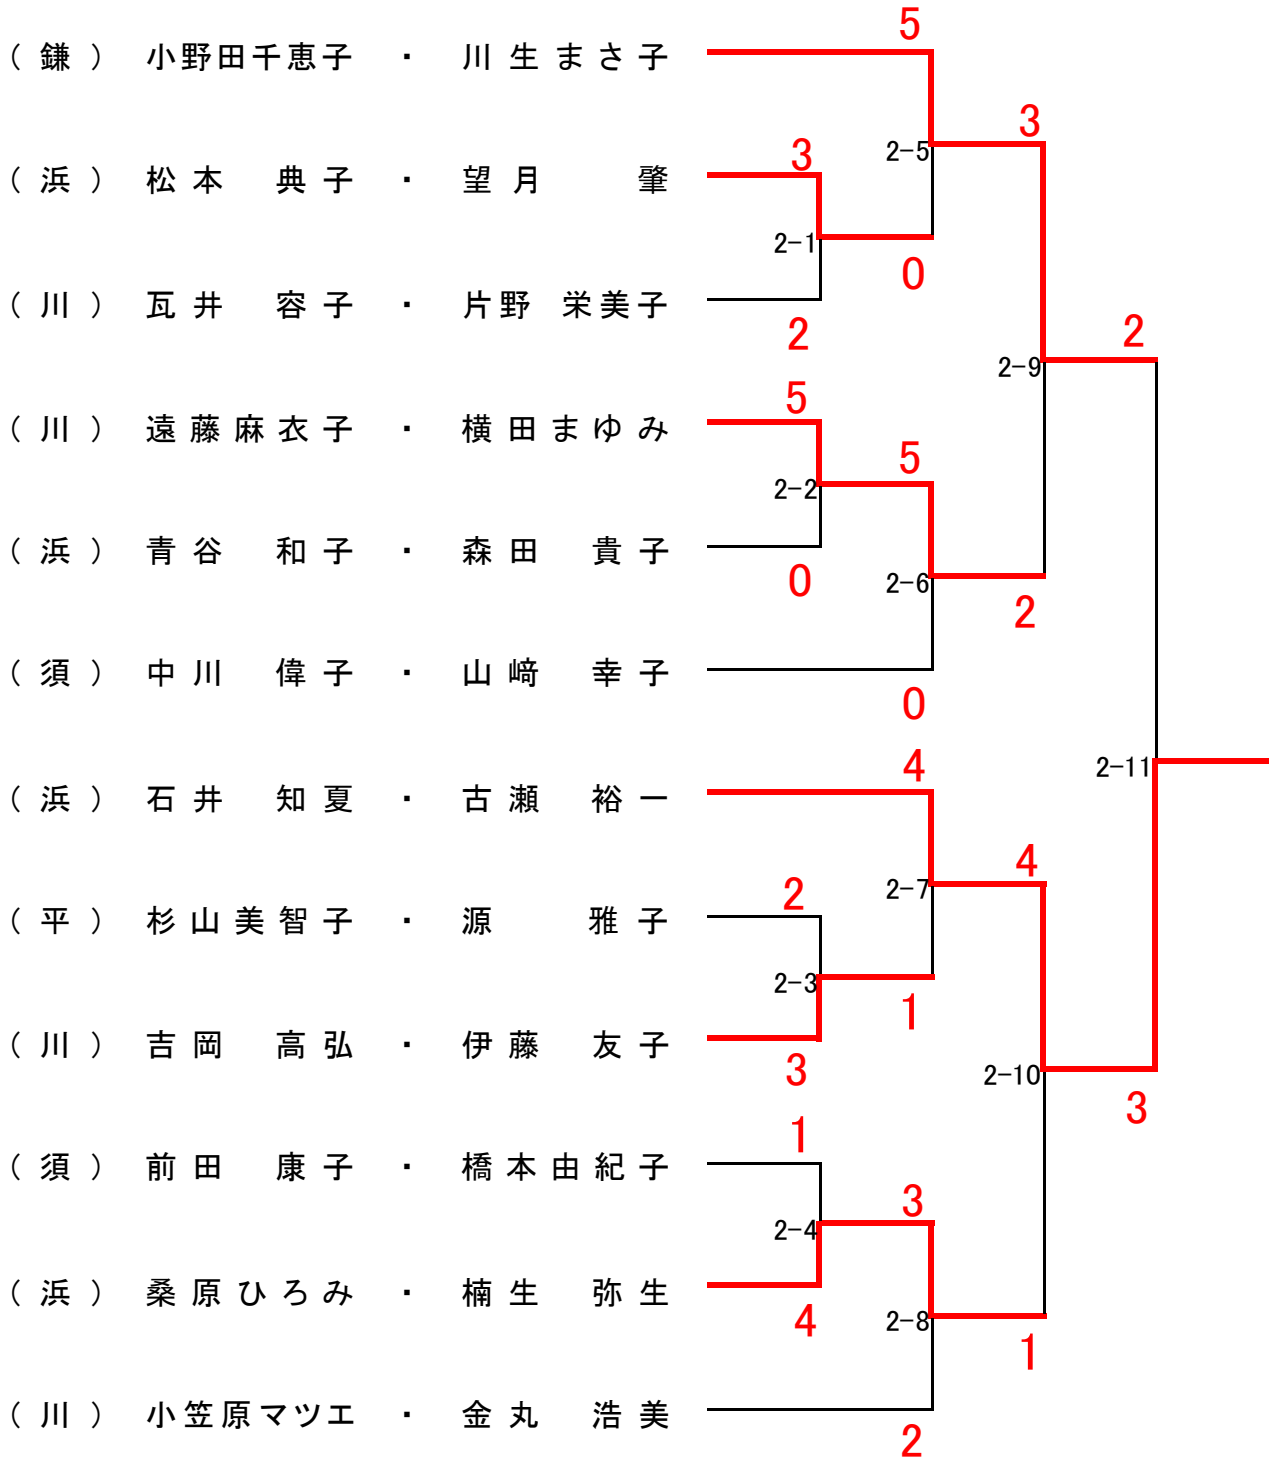 5
(鎌) 小野田千恵子 ・ 川生まさ子
3
3
2-5
(浜) 松本 典子 ・ 望月 肇
2-1
0
(川) 瓦井 容子 ・ 片野 栄美子
2
2
2-9
5
(川) 遠藤麻衣子 ・ 横田まゆみ
5
2-2
(浜) 青谷 和子 ・ 森田 貴子
0
2-6
2
(須) 中川 偉子 ・ 山﨑 幸子
0
4
2-11
(浜) 石井 知夏 ・ 古瀬 裕一
4
2
2-7
(平) 杉山美智子 ・ 源 雅子
2-3
1
(川) 吉岡 高弘 ・ 伊藤 友子
3
2-10
3
1
(須) 前田 康子 ・ 橋本由紀子
3
2-4
(浜) 桑原ひろみ ・ 楠生 弥生
4
2-8
1
(川) 小笠原マツエ ・ 金丸 浩美
2